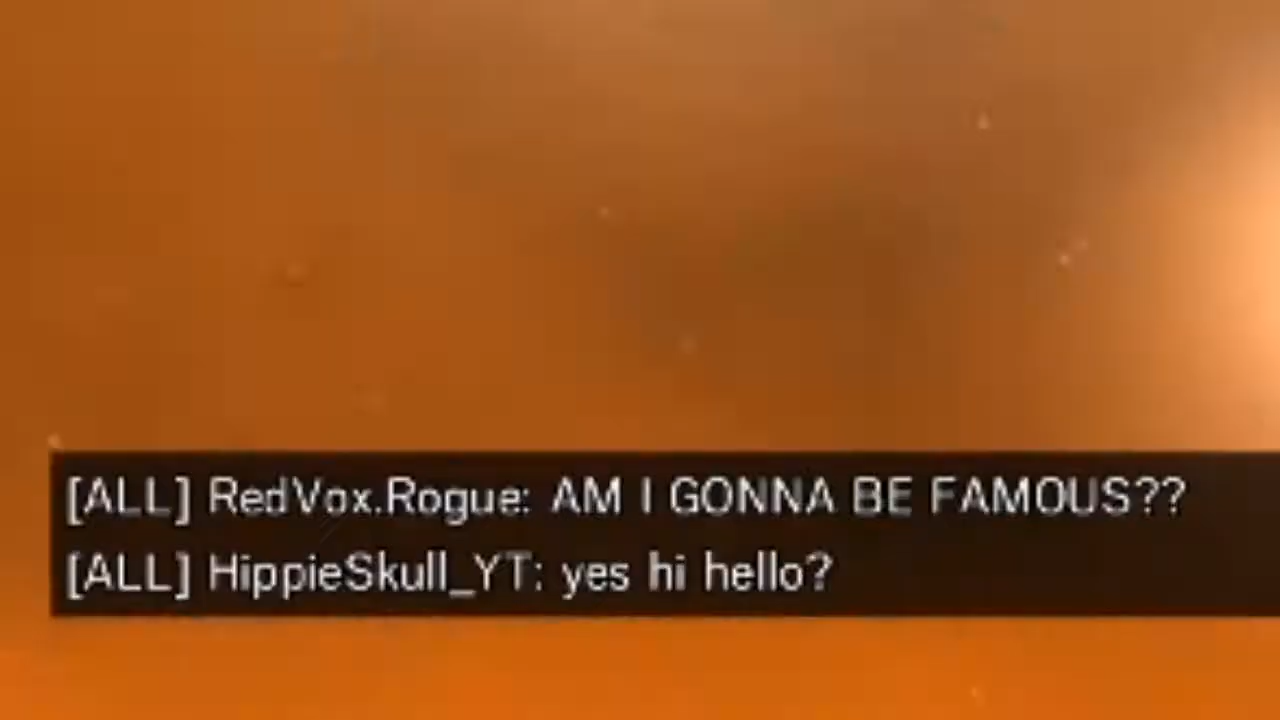 [ALL] RedVox.Rogue: AM I GONNA BE FAMOUS??
[ALL] HippieSkull_YT: yes hi hello?